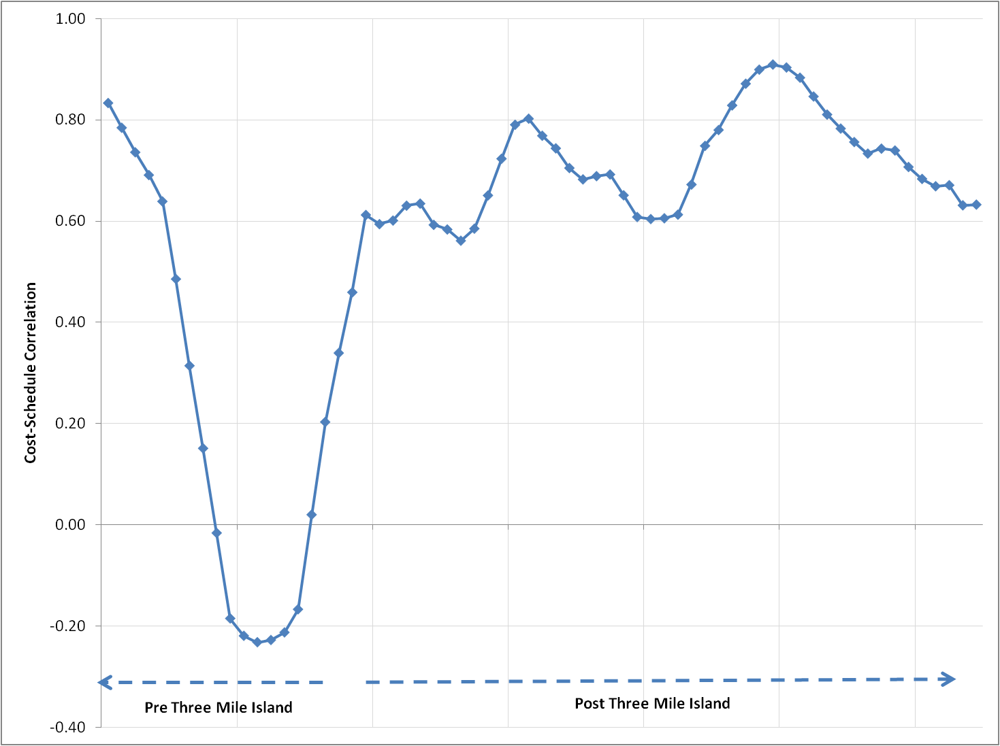 1.00
0.80
0.60
0.40
0.20
0.00
-0.20
-0.40
Cost-Schedule Correlation
Pre Three Mile Island
Post Three Mile Island